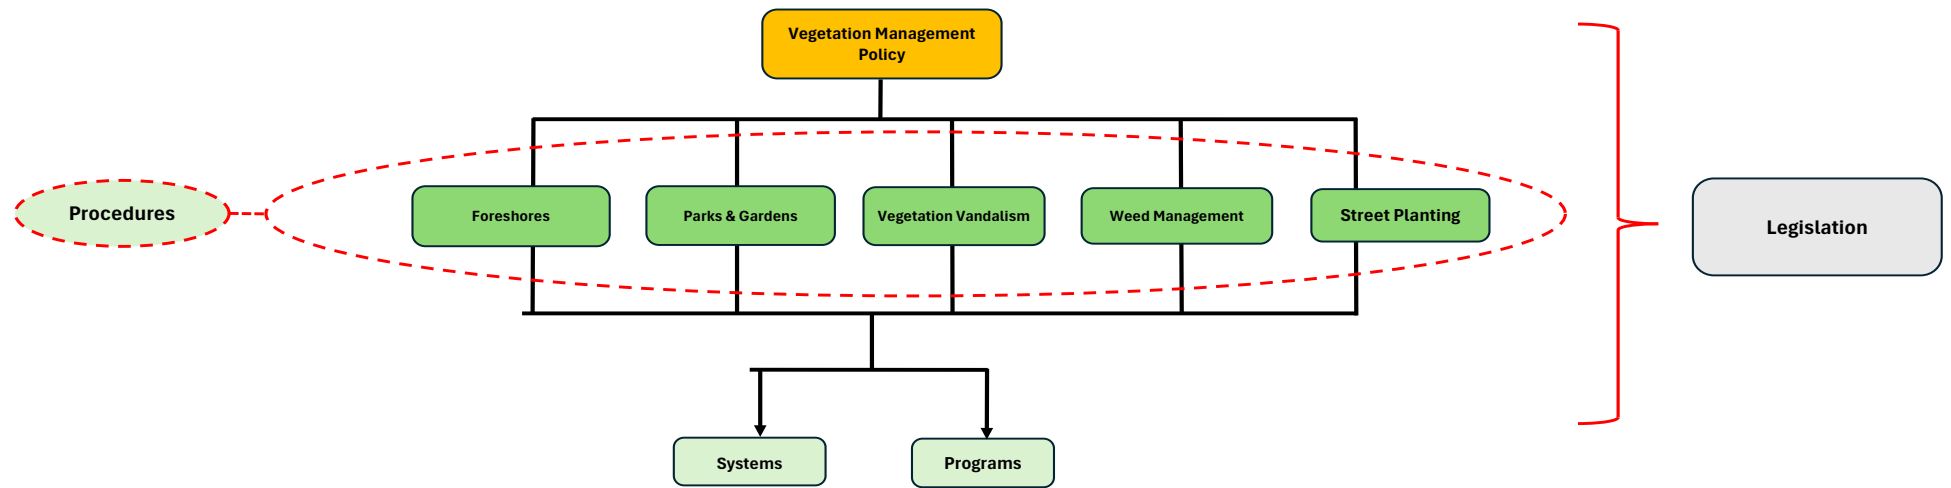 Vegetation Management
Policy
Procedures
Foreshores
Parks & Gardens
Vegetation Vandalism
Weed Management
Street Planting
Legislation
Systems
Programs